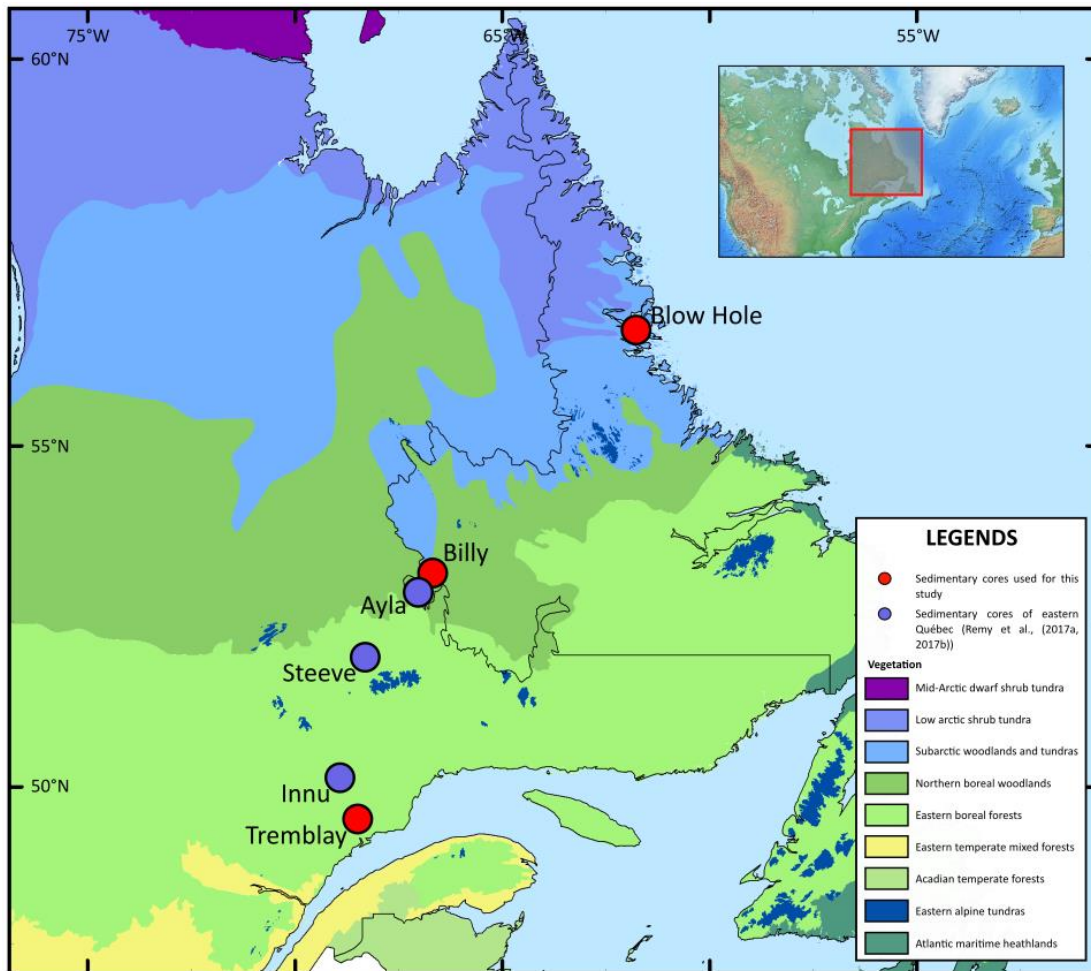 75°W
65°W
55°W
60°N
Blow Hole
55°N
Billy
Ayla
Steeve
50°N
Innu
Tremblay
LEGENDS
Sedimentary cores used for this
study
Sedimentary cores of eastern
Québec (Remy et al., (2017a,
2017b))
Vegetation
Mid-Arctic dwarf shrub tundra
Low arctic shrub tundra
Subarctic woodlands and tundras
Northern boreal woodlands
Eastern boreal forests
Eastern temperate mixed forests
Acadian temperate forests
Eastern alpine tundras
Atlantic maritime heathlands